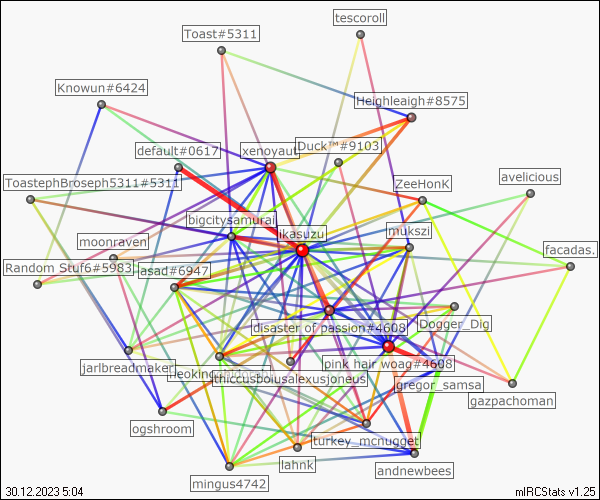 tescoroll
Toast#5311
Knowun#6424
Heighleaigh#8575
default#0617
xenoyaut
Duck™#9103
ToastephBroseph5311#5311
ZeeHonK
avelicious
bigcitysamurai
ikasuzu
mukszi
moonraven
facadas.
Random Stuf6#5983
asad#6947
disaster of passion#4608
Dogger_Dig
jarlbreadmaker
thiccusboiusalexusjoneus
pink hair woag#4608
gregor_samsa
gazpachoman
ogshroom
turkey_mcnugget
lahnk
andnewbees
mingus4742
30.12.2023 5:04
mIRCStats v1.25